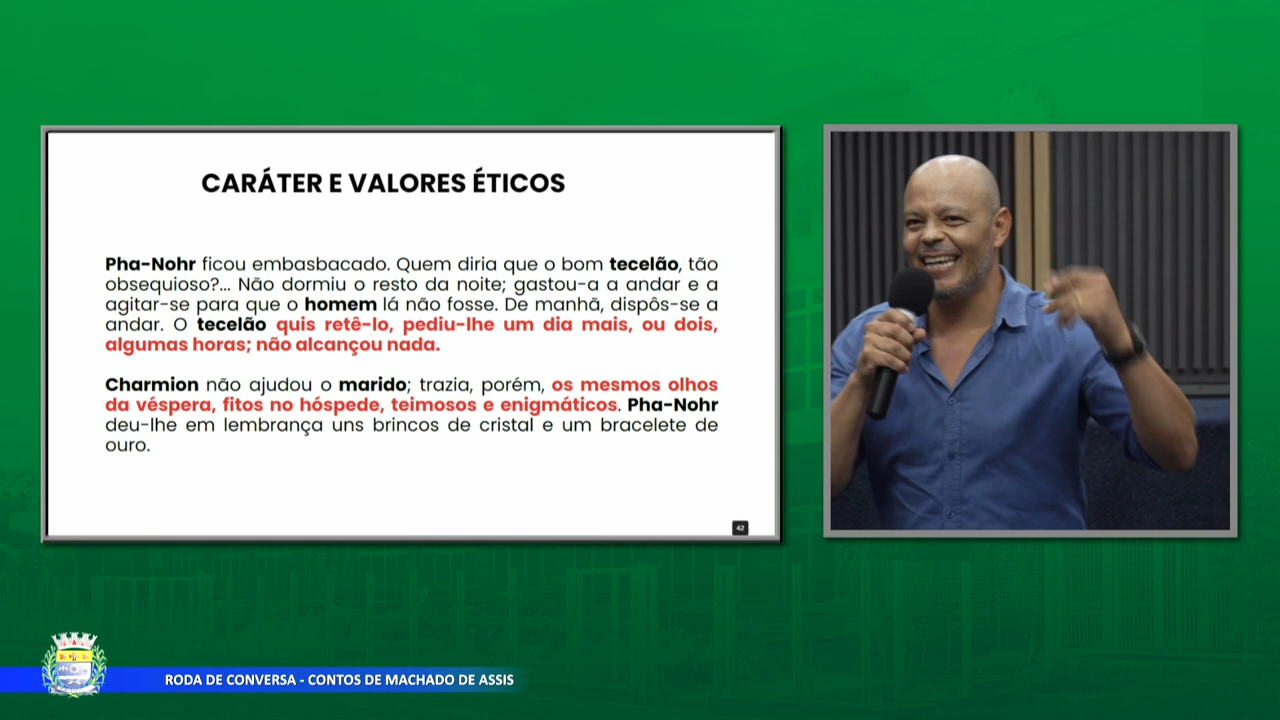 CARÁTER E VALORES ÉTICOS
Pha-Nohr ficou embasbacado. Quem diria que o bom tecelão, tão
obsequioso?... Não dormiu o resto da noite; gastou-a a andar e a
agitar-se para que o homem lá não fosse. De manhã, dispôs-se a
andar. O tecelão quis retê-lo, pediu-lhe um dia mais, ou dois,
algumas horas; não alcançou nada.
Charmion não ajudou o marido; trazia, porém, os mesmos olhos
da véspera, fitos no hóspede, teimosos e enigmáticos. Pha-Nohr
deu-lhe em lembrança uns brincos de cristal e um bracelete de
ouro.
42
RODA DE CONVERSA - CONTOS DE MACHADO DE ASSIS